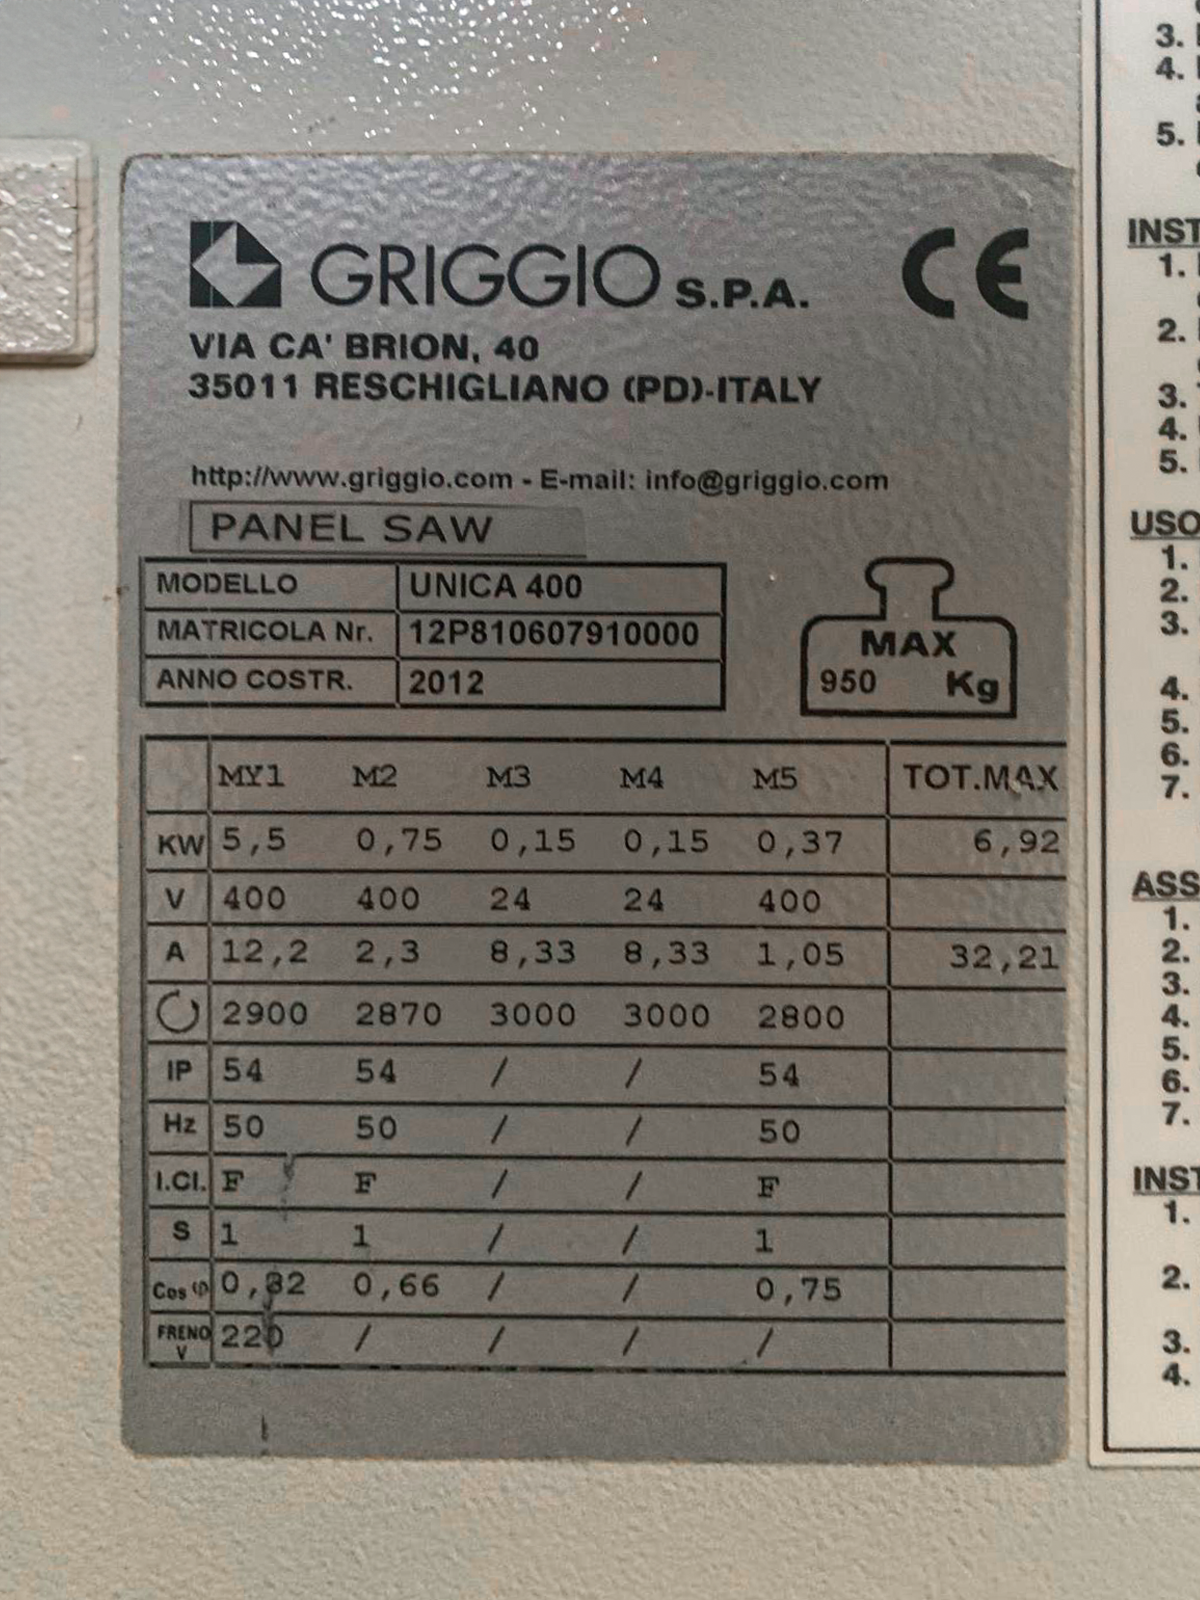 GRIGGIO S.P.A.
CE
VIA CA' BRION, 40
35011 RESCHIGLIANO (PD)-ITALY
http://www.griggio.com - E-mail: info@griggio.com
PANEL SAW
MODELLO UNICA 400
MATRICOLA Nr. 12P810607910000
ANNO COSTR. 2012
MAX
950 Kg
MY1 M2 M3 M4 M5 TOT.MAX
KW 5,5 0,75 0,15 0,15 0,37 6,92
V 400 400 24 24 400
A 12,2 2,3 8,33 8,33 1,05 32,21
2900 2870 3000 3000 2800
IP 54 54 / / 54
Hz 50 50 / / 50
I.Cl. F F / / F
S 1 1 / / 1
Cos φ 0,82 0,66 / / 0,75
FRENO V 220 / / / /
3.
4.
5.
1.
2.
3.
4.
5.
USO
1.
2.
3.
4.
5.
6.
7.
1.
2.
3.
4.
5.
6.
7.
1.
2.
3.
4.